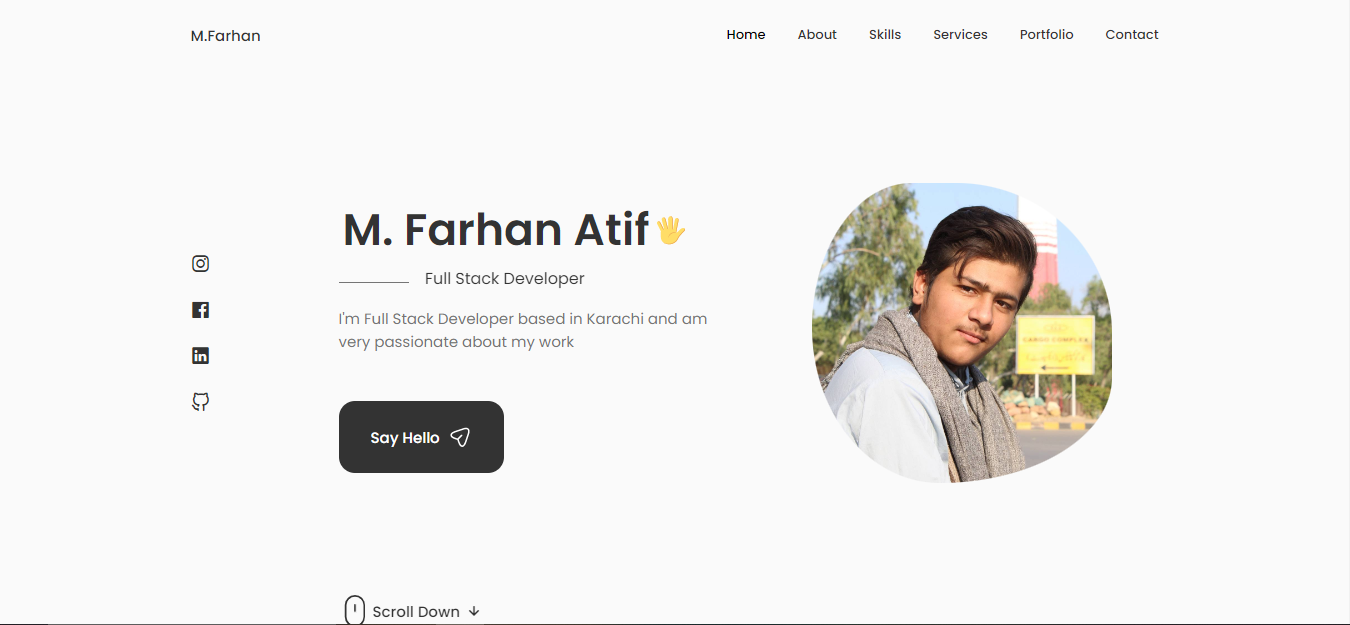 M.Farhan
Home About Skills Services Portfolio Contact
M. Farhan Atif
Full Stack Developer
I'm Full Stack Developer based in Karachi and am
very passionate about my work
Say Hello
CARGO COMPLEX
Scroll Down